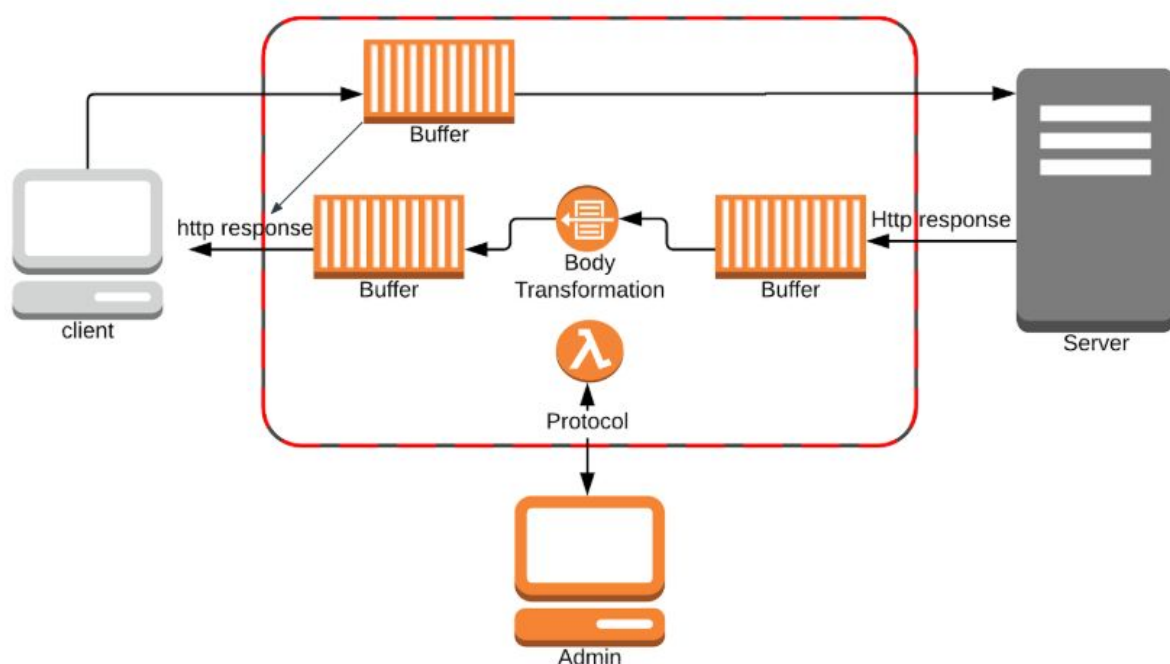 Buffer
http response
Buffer
Body
Transformation
Buffer
Http response
client
Server
λ
Protocol
Admin